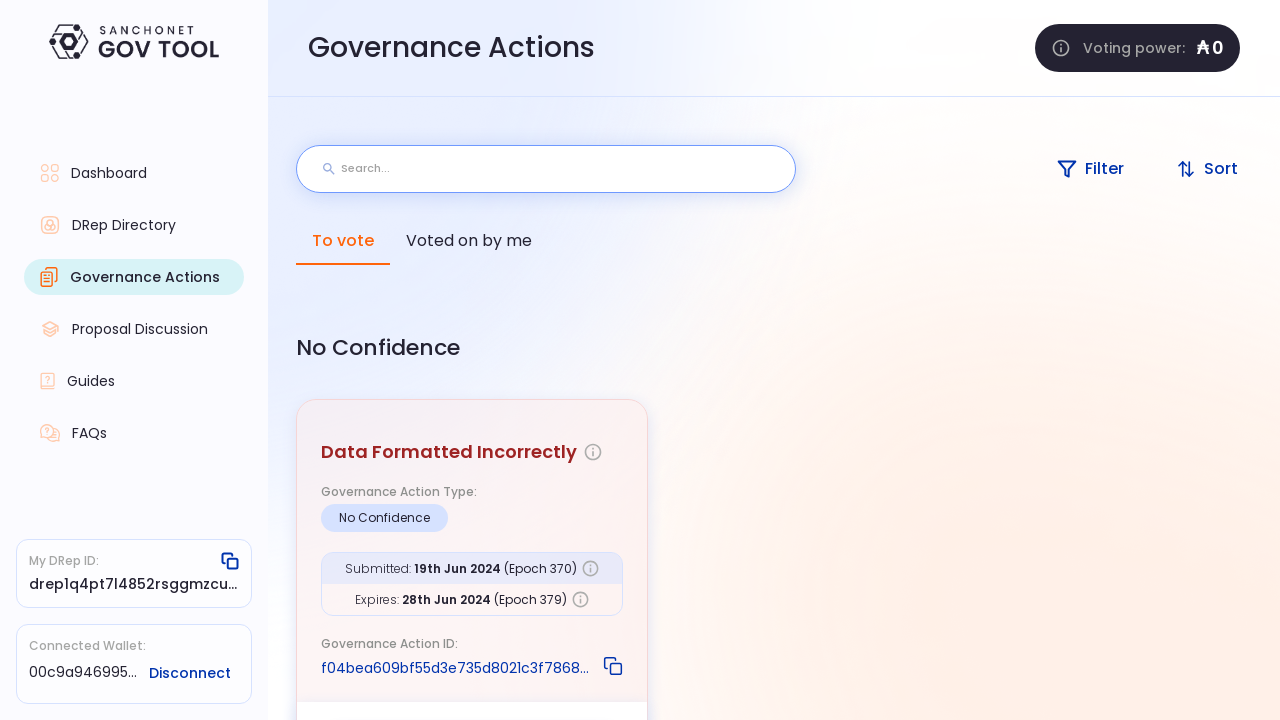 SANCHONET
GOV TOOL
Governance Actions
Voting power: ₳ 0
Dashboard
DRep Directory
Governance Actions
Proposal Discussion
Guides
FAQs
My DRep ID:
drep1q4pt7l4852rsggmzcu...
Connected Wallet:
00c9a946995...
Disconnect
Search...
Filter
Sort
To vote
Voted on by me
No Confidence
Data Formatted Incorrectly
Governance Action Type:
No Confidence
Submitted: 19th Jun 2024 (Epoch 370)
Expires: 28th Jun 2024 (Epoch 379)
Governance Action ID:
f04bea609bf55d3e735d8021c3f7868...